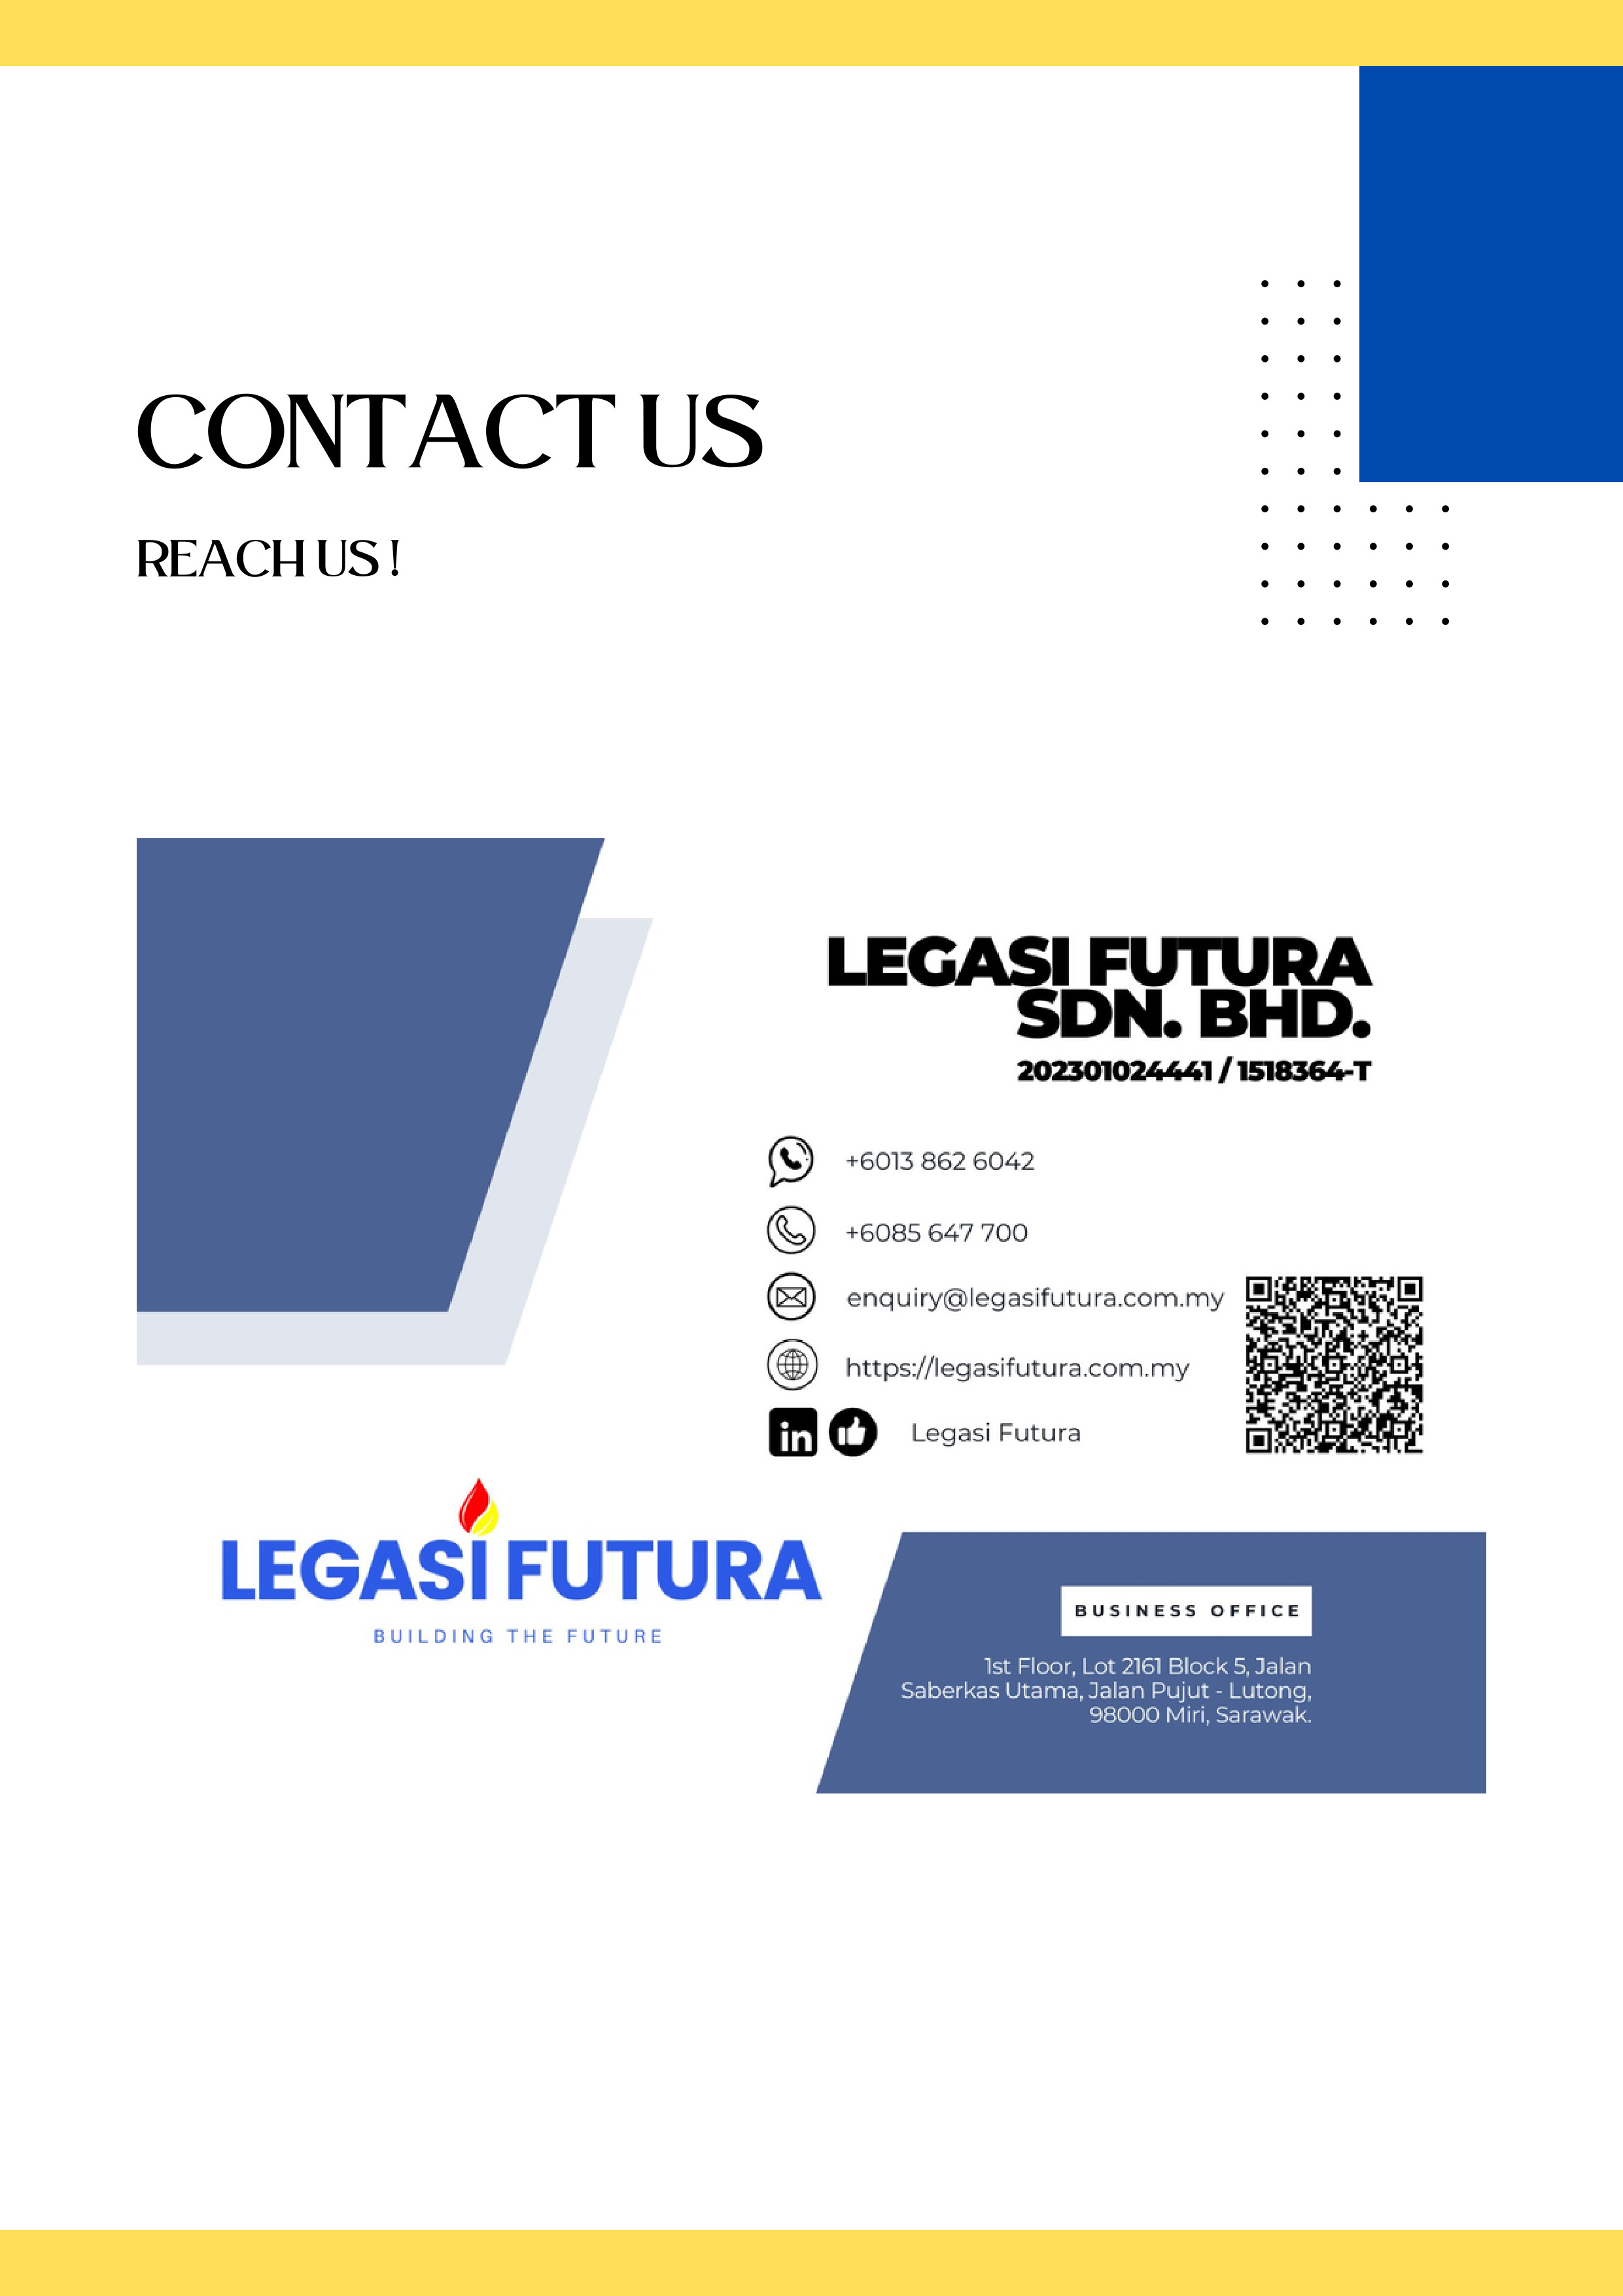 CONTACT US
REACH US !
LEGASI FUTURA
SDN. BHD.
202301024441 / 1518364-T
+6013 862 6042
+6085 647 700
enquiry@legasifutura.com.my
https://legasifutura.com.my
in
Legasi Futura
LEGASI FUTURA
BUILDING THE FUTURE
BUSINESS OFFICE
1st Floor, Lot 2161 Block 5, Jalan
Saberkas Utama, Jalan Pujut - Lutong,
98000 Miri, Sarawak.